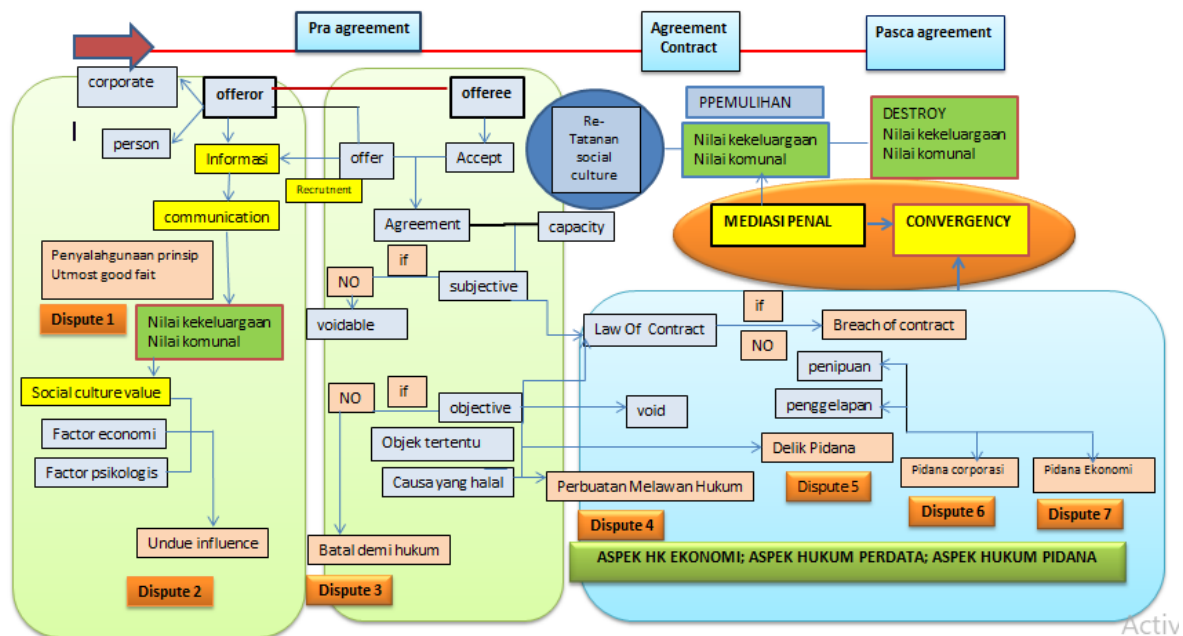 Pra agreement
Agreement
Contract
Pasca agreement
corporate
offeror
offeree
person
Informasi
offer
Accept
Recrutnent
communication
Agreement
capacity
Re-
Tatanan
social
culture
PPEMULIHAN
Nilai kekeluargaan
Nilai komunal
DESTROY
Nilai kekeluargaan
Nilai komunal
MEDIASI PENAL
CONVERGENCY
Penyalahgunaan prinsip
Utmost good fait
Dispute 1
Nilai kekeluargaan
Nilai komunal
if
NO
subjective
voidable
Social culture value
Factor economi
Factor psikologis
Undue influence
Dispute 2
NO
if
objective
Objek tertentu
Causa yang halal
Batal demi hukum
Dispute 3
Law Of Contract
if
NO
Breach of contract
penipuan
penggelapan
void
Delik Pidana
Perbuatan Melawan Hukum
Dispute 4
Dispute 5
Pidana corporasi
Dispute 6
Pidana Ekonomi
Dispute 7
ASPEK HK EKONOMI; ASPEK HUKUM PERDATA; ASPEK HUKUM PIDANA
Activ